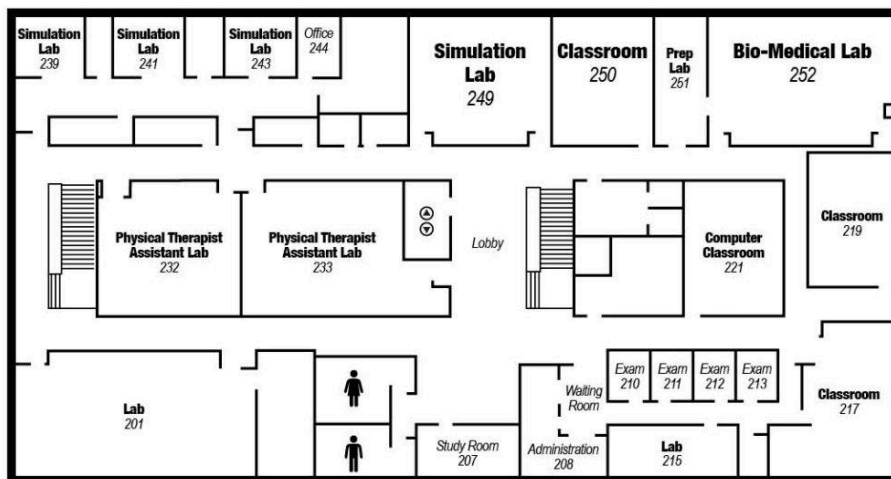 Simulation
Lab
239
Simulation
Lab
241
Simulation
Lab
243
Office
244
Simulation
Lab
249
Classroom
250
Prep
Lab
251
Bio-Medical Lab
252
Physical Therapist
Assistant Lab
232
Physical Therapist
Assistant Lab
233
Lobby
Computer
Classroom
221
Classroom
219
Lab
201
Study Room
207
Waiting
Room
Administration
208
Exam
210
Exam
211
Exam
212
Exam
213
Lab
215
Classroom
217